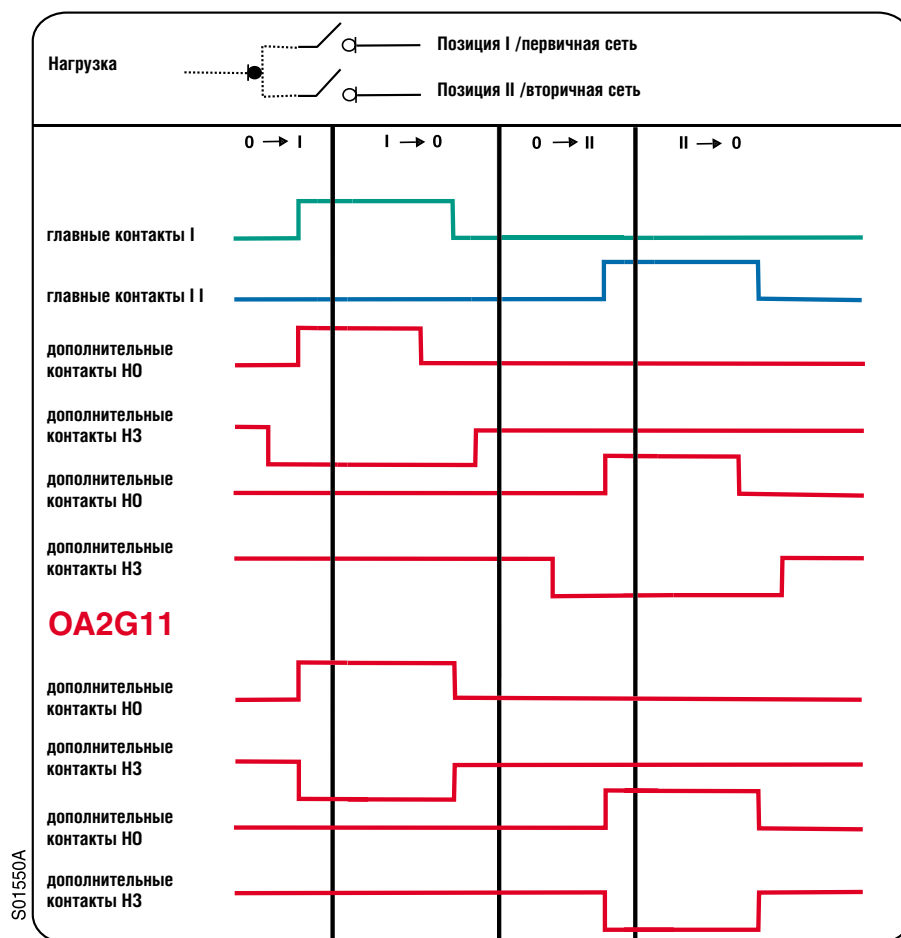 Нагрузка
Позиция I /первичная сеть
Позиция II /вторичная сеть
0 → I
I → 0
0 → II
II → 0
главные контакты I
главные контакты I I
дополнительные
контакты НО
дополнительные
контакты НЗ
дополнительные
контакты НО
дополнительные
контакты НЗ
OA2G11
дополнительные
контакты НО
дополнительные
контакты НЗ
дополнительные
контакты НО
дополнительные
контакты НЗ
S01550A